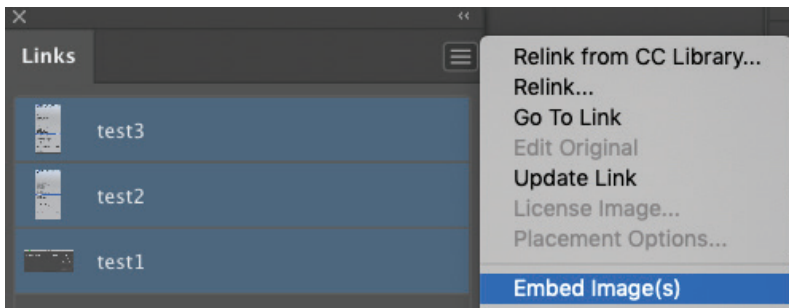 Links
test3
test2
test1
Relink from CC Library...
Relink...
Go To Link
Edit Original
Update Link
License Image...
Placement Options...
Embed Image(s)